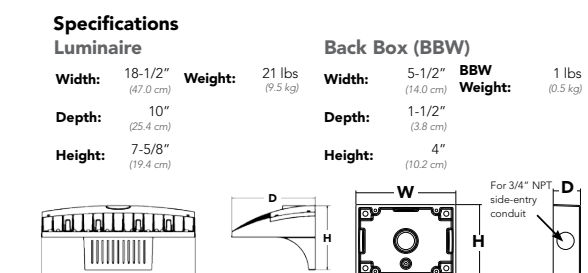 Specifications
Luminaire
Width: 18-1/2" Weight: 21 lbs
(47.0 cm) (9.5 kg)
Depth: 10"
(25.4 cm)
Height: 7-5/8"
(19.4 cm)
Back Box (BBW)
Width: 5-1/2" BBW Weight: 1 lbs
(14.0 cm) (0.5 kg)
Depth: 1-1/2"
(3.8 cm)
Height: 4"
(10.2 cm)
D
H
W
H
For 3/4" NPT
side-entry
conduit
D